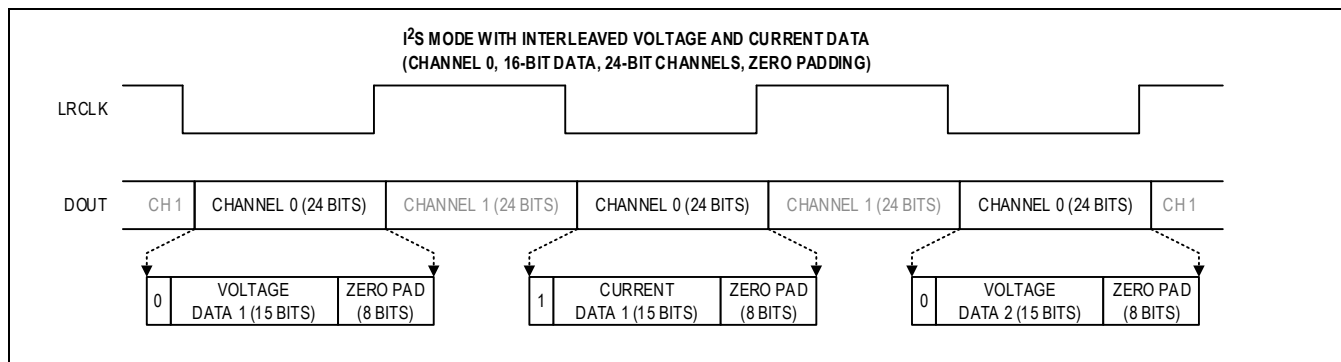 I²S MODE WITH INTERLEAVED VOLTAGE AND CURRENT DATA
(CHANNEL 0, 16-BIT DATA, 24-BIT CHANNELS, ZERO PADDING)
LRCLK
DOUT CH 1 CHANNEL 0 (24 BITS) CHANNEL 1 (24 BITS) CHANNEL 0 (24 BITS) CHANNEL 1 (24 BITS) CHANNEL 0 (24 BITS) CH 1
0 VOLTAGE DATA 1 (15 BITS) ZERO PAD (8 BITS)
1 CURRENT DATA 1 (15 BITS) ZERO PAD (8 BITS)
0 VOLTAGE DATA 2 (15 BITS) ZERO PAD (8 BITS)